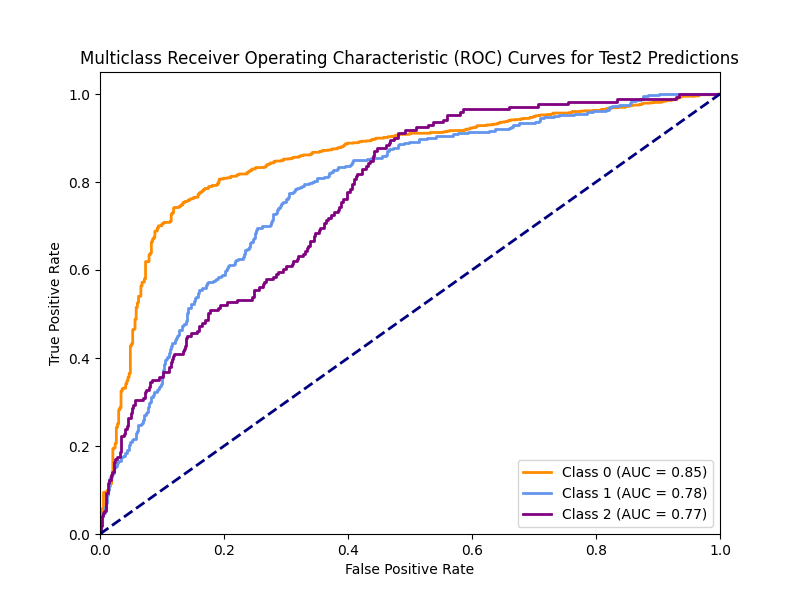 Multiclass Receiver Operating Characteristic (ROC) Curves for Test2 Predictions
1.0
0.8
0.6
0.4
0.2
0.0
True Positive Rate
Class 0 (AUC = 0.85)
Class 1 (AUC = 0.78)
Class 2 (AUC = 0.77)
0.0 0.2 0.4 0.6 0.8 1.0
False Positive Rate